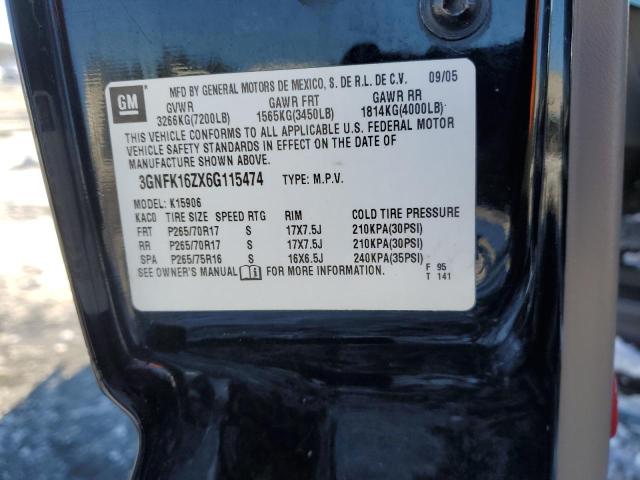 GM
MFD BY GENERAL MOTORS DE MEXICO, S. DE R.L. DE C.V. 09/05
GVWR GAWR FRT GAWR RR
3266KG(7200LB) 1565KG(3450LB) 1814KG(4000LB)
THIS VEHICLE CONFORMS TO ALL APPLICABLE U.S. FEDERAL MOTOR
VEHICLE SAFETY STANDARDS IN EFFECT ON THE DATE OF
MANUFACTURE SHOWN ABOVE.
3GNFK16ZX6G115474 TYPE: M.P.V.
MODEL: K15906
KACO TIRE SIZE SPEED RTG RIM COLD TIRE PRESSURE
FRT P265/70R17 S 17X7.5J 210KPA(30PSI)
RR P265/70R17 S 17X7.5J 210KPA(30PSI)
SPA P265/75R16 S 16X6.5J 240KPA(35PSI)
SEE OWNER'S MANUAL FOR MORE INFORMATION.
F 95
T 141